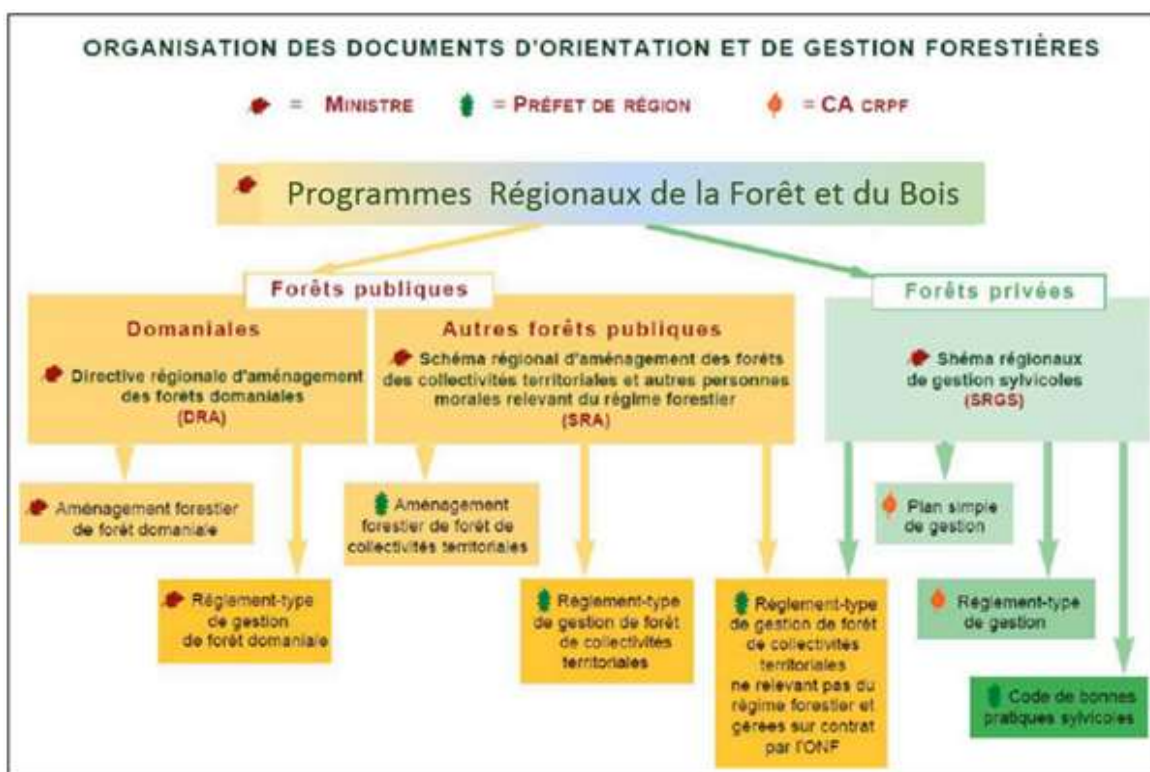 ORGANISATION DES DOCUMENTS D'ORIENTATION ET DE GESTION FORESTIÈRES
= MINISTRE = PRÉFET DE RÉGION = CA CRPF
Programmes Régionaux de la Forêt et du Bois
Forêts publiques
Forêts privées
Domaniales
Directive régionale d'aménagement
des forêts domaniales
(DRA)
Autres forêts publiques
Schéma régional d'aménagement des forêts
des collectivités territoriales et autres personnes
morales relevant du régime forestier
(SRA)
Shéma régionaux
de gestion sylvicoles
(SRGS)
Aménagement forestier
de forêt domaniale
Aménagement
forestier de forêt de
collectivités territoriales
Plan simple
de gestion
Règlement-type
de gestion
de forêt domaniale
Règlement-type
de gestion de forêt
de collectivités
territoriales
Règlement-type
de gestion de forêt
de collectivités
territoriales
ne relevant pas du
régime forestier et
gérées sur contrat
par l'ONF
Règlement-type
de gestion
Code de bonnes
pratiques sylvicoles